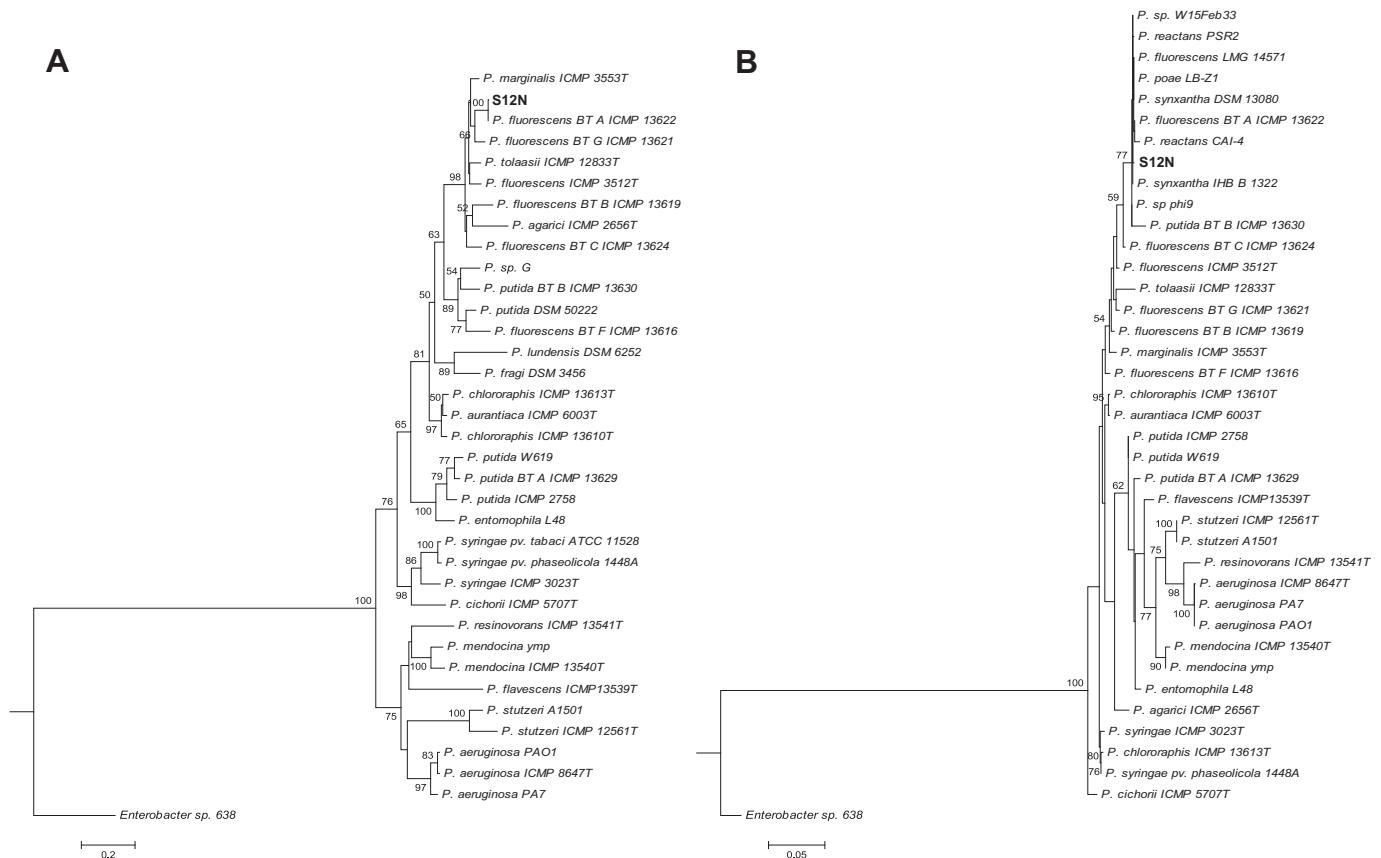 A
P. marginalis ICMP 3553T
00
S12N
P. fluorescens BT A ICMP 13622
66
P. fluorescens BT G ICMP 13621
P. tolaasii ICMP 12833T
98
P. fluorescens ICMP 3512T
52
P. fluorescens BT B ICMP 13619
P. agarici ICMP 2656T
63
P. fluorescens BT C ICMP 13624
54
P. sp. G
P. putida BT B ICMP 13630
50
89
P. putida DSM 50222
77
P. fluorescens BT F ICMP 13616
81
P. lundensis DSM 6252
89
P. fragi DSM 3456
50
P. chlororaphis ICMP 13613T
P. aurantiaca ICMP 6003T
65
97
P. chlororaphis ICMP 13610T
77
P. putida W619
79
P. putida BT A ICMP 13629
76
100
P. putida ICMP 2758
P. entomophila L48
100
P. syringae pv. tabaci ATCC 11528
86
P. syringae pv. phaseolicola 1448A
P. syringae ICMP 3023T
98
P. cichorii ICMP 5707T
100
P. resinovorans ICMP 13541T
P. mendocina ymp
100
P. mendocina ICMP 13540T
P. flavescens ICMP13539T
75
100
P. stutzeri A1501
P. stutzeri ICMP 12561T
83
P. aeruginosa PAO1
P. aeruginosa ICMP 8647T
97
P. aeruginosa PA7
Enterobacter sp. 638
0.2
B
P. sp. W15Feb33
P. reactans PSR2
P. fluorescens LMG 14571
P. poae LB-Z1
P. synxantha DSM 13080
P. fluorescens BT A ICMP 13622
P. reactans CAI-4
77
S12N
P. synxantha IHB B 1322
59
P. sp phi9
P. putida BT B ICMP 13630
P. fluorescens BT C ICMP 13624
P. fluorescens ICMP 3512T
P. tolaasii ICMP 12833T
P. fluorescens BT G ICMP 13621
54
P. fluorescens BT B ICMP 13619
P. marginalis ICMP 3553T
P. fluorescens BT F ICMP 13616
95
P. chlororaphis ICMP 13610T
P. aurantiaca ICMP 6003T
P. putida ICMP 2758
P. putida W619
62
P. putida BT A ICMP 13629
P. flavescens ICMP13539T
100
P. stutzeri ICMP 12561T
P. stutzeri A1501
75
P. resinovorans ICMP 13541T
98
P. aeruginosa ICMP 8647T
77
100
P. aeruginosa PA7
P. aeruginosa PAO1
P. mendocina ICMP 13540T
90
P. mendocina ymp
100
P. entomophila L48
P. agarici ICMP 2656T
P. syringae ICMP 3023T
80
P. chlororaphis ICMP 13613T
76
P. syringae pv. phaseolicola 1448A
P. cichorii ICMP 5707T
Enterobacter sp. 638
0.05